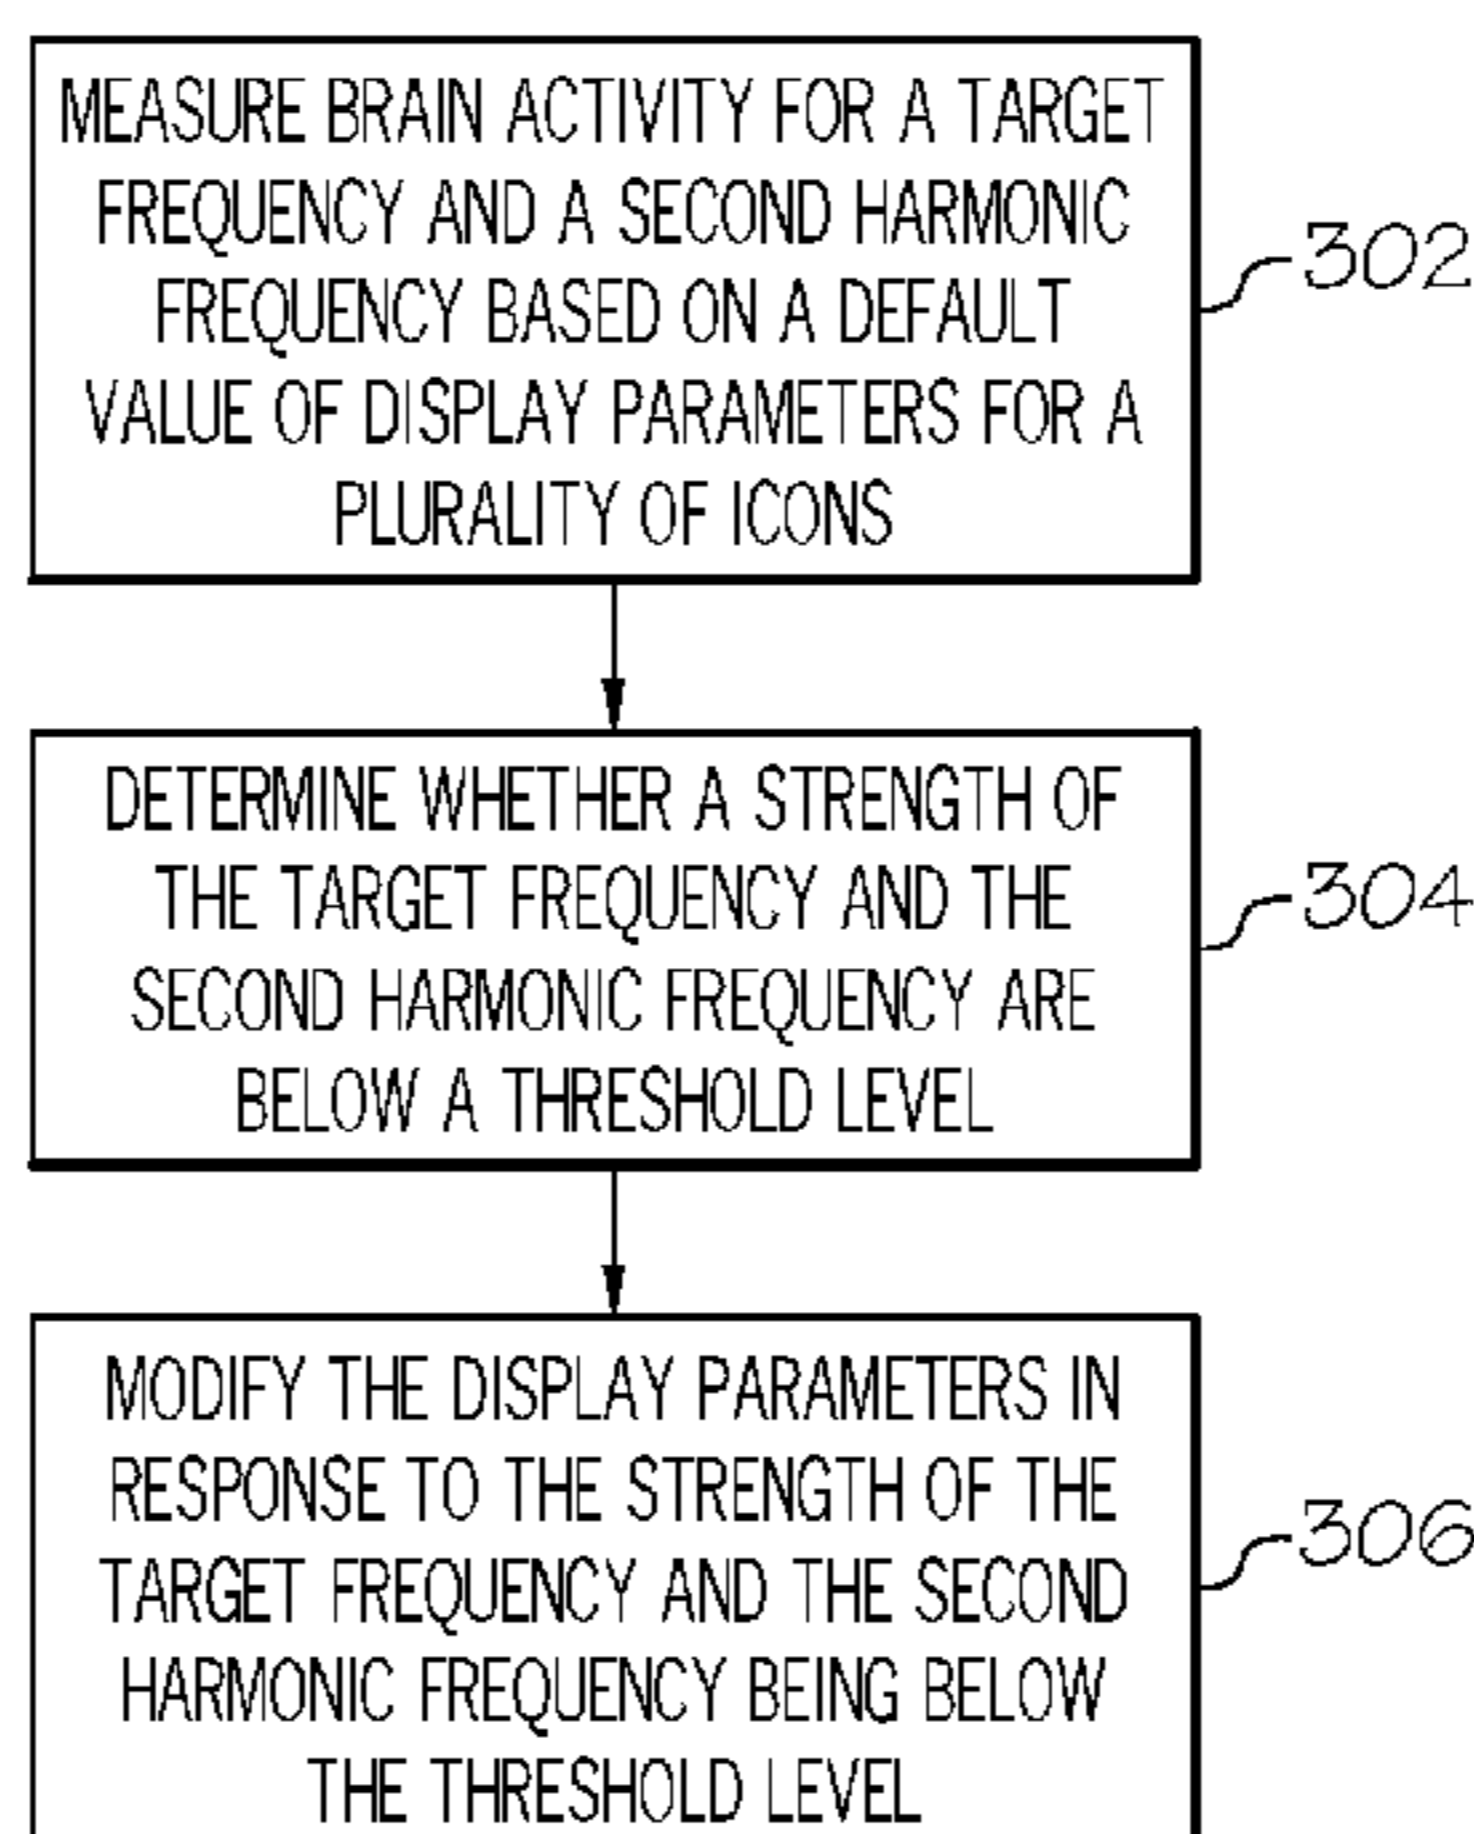 MEASURE BRAIN ACTIVITY FOR A TARGET
FREQUENCY AND A SECOND HARMONIC
FREQUENCY BASED ON A DEFAULT
VALUE OF DISPLAY PARAMETERS FOR A
PLURALITY OF ICONS
302
DETERMINE WHETHER A STRENGTH OF
THE TARGET FREQUENCY AND THE
SECOND HARMONIC FREQUENCY ARE
BELOW A THRESHOLD LEVEL
304
MODIFY THE DISPLAY PARAMETERS IN
RESPONSE TO THE STRENGTH OF THE
TARGET FREQUENCY AND THE SECOND
HARMONIC FREQUENCY BEING BELOW
THE THRESHOLD LEVEL
306